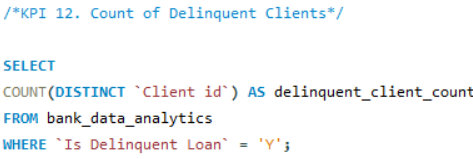 /*KPI 12. Count of Delinquent Clients*/
SELECT
COUNT(DISTINCT `Client id`) AS delinquent_client_count
FROM bank_data_analytics
WHERE `Is Delinquent Loan` = 'Y';